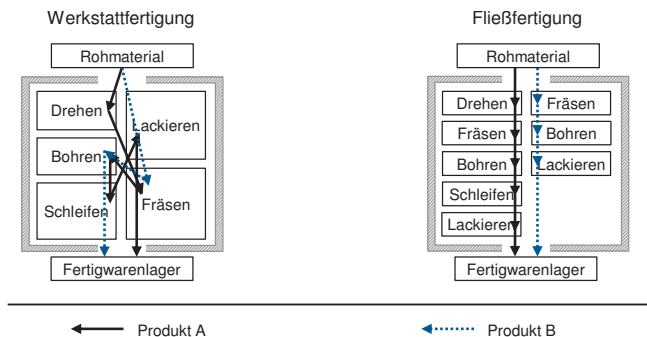 Werkstattfertigung
Rohmaterial
Drehen
Lackieren
Bohren
Schleifen
Fräsen
Fertigwarenlager
Fließfertigung
Rohmaterial
Drehen
Fräsen
Fräsen
Bohren
Bohren
Lackieren
Schleifen
Lackieren
Fertigwarenlager
Produkt A
Produkt B